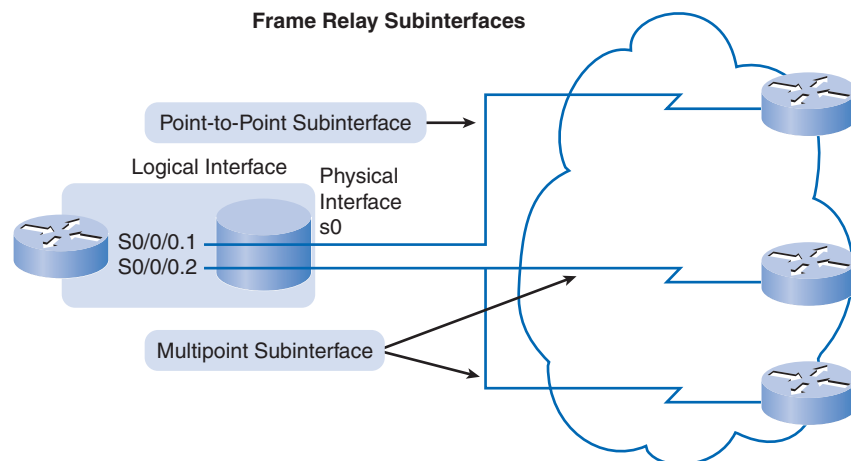 Frame Relay Subinterfaces
Point-to-Point Subinterface
Logical Interface
Physical
Interface
s0
S0/0/0.1
S0/0/0.2
Multipoint Subinterface